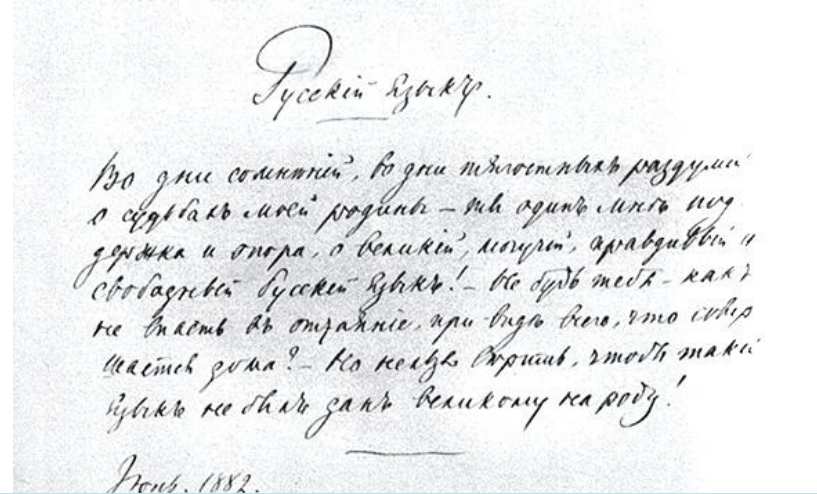 Русскій Языкъ.
Во дни сомнѣній, во дни тягостныхъ раздумій
о судьбахъ моей родины – ты одинъ мнѣ под
держка и опора, о великій, могучій, правдивый и
свободный Русскій Языкъ! – Не будь тебя – какъ
не впасть въ отчаяніе, при видѣ всего, что совер
шается дома? – Но нельзя вѣрить, чтобы такой
языкъ не былъ данъ великому народу!
Іюнь. 1882.